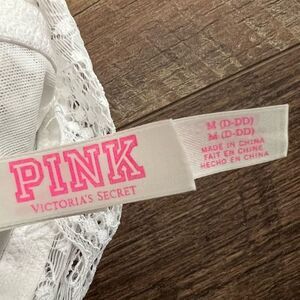 PINK
VICTORIA'S SECRET
M (D-DD)
M (D-DD)
MADE IN CHINA
FAIT EN CHINE
HECHO EN CHINA